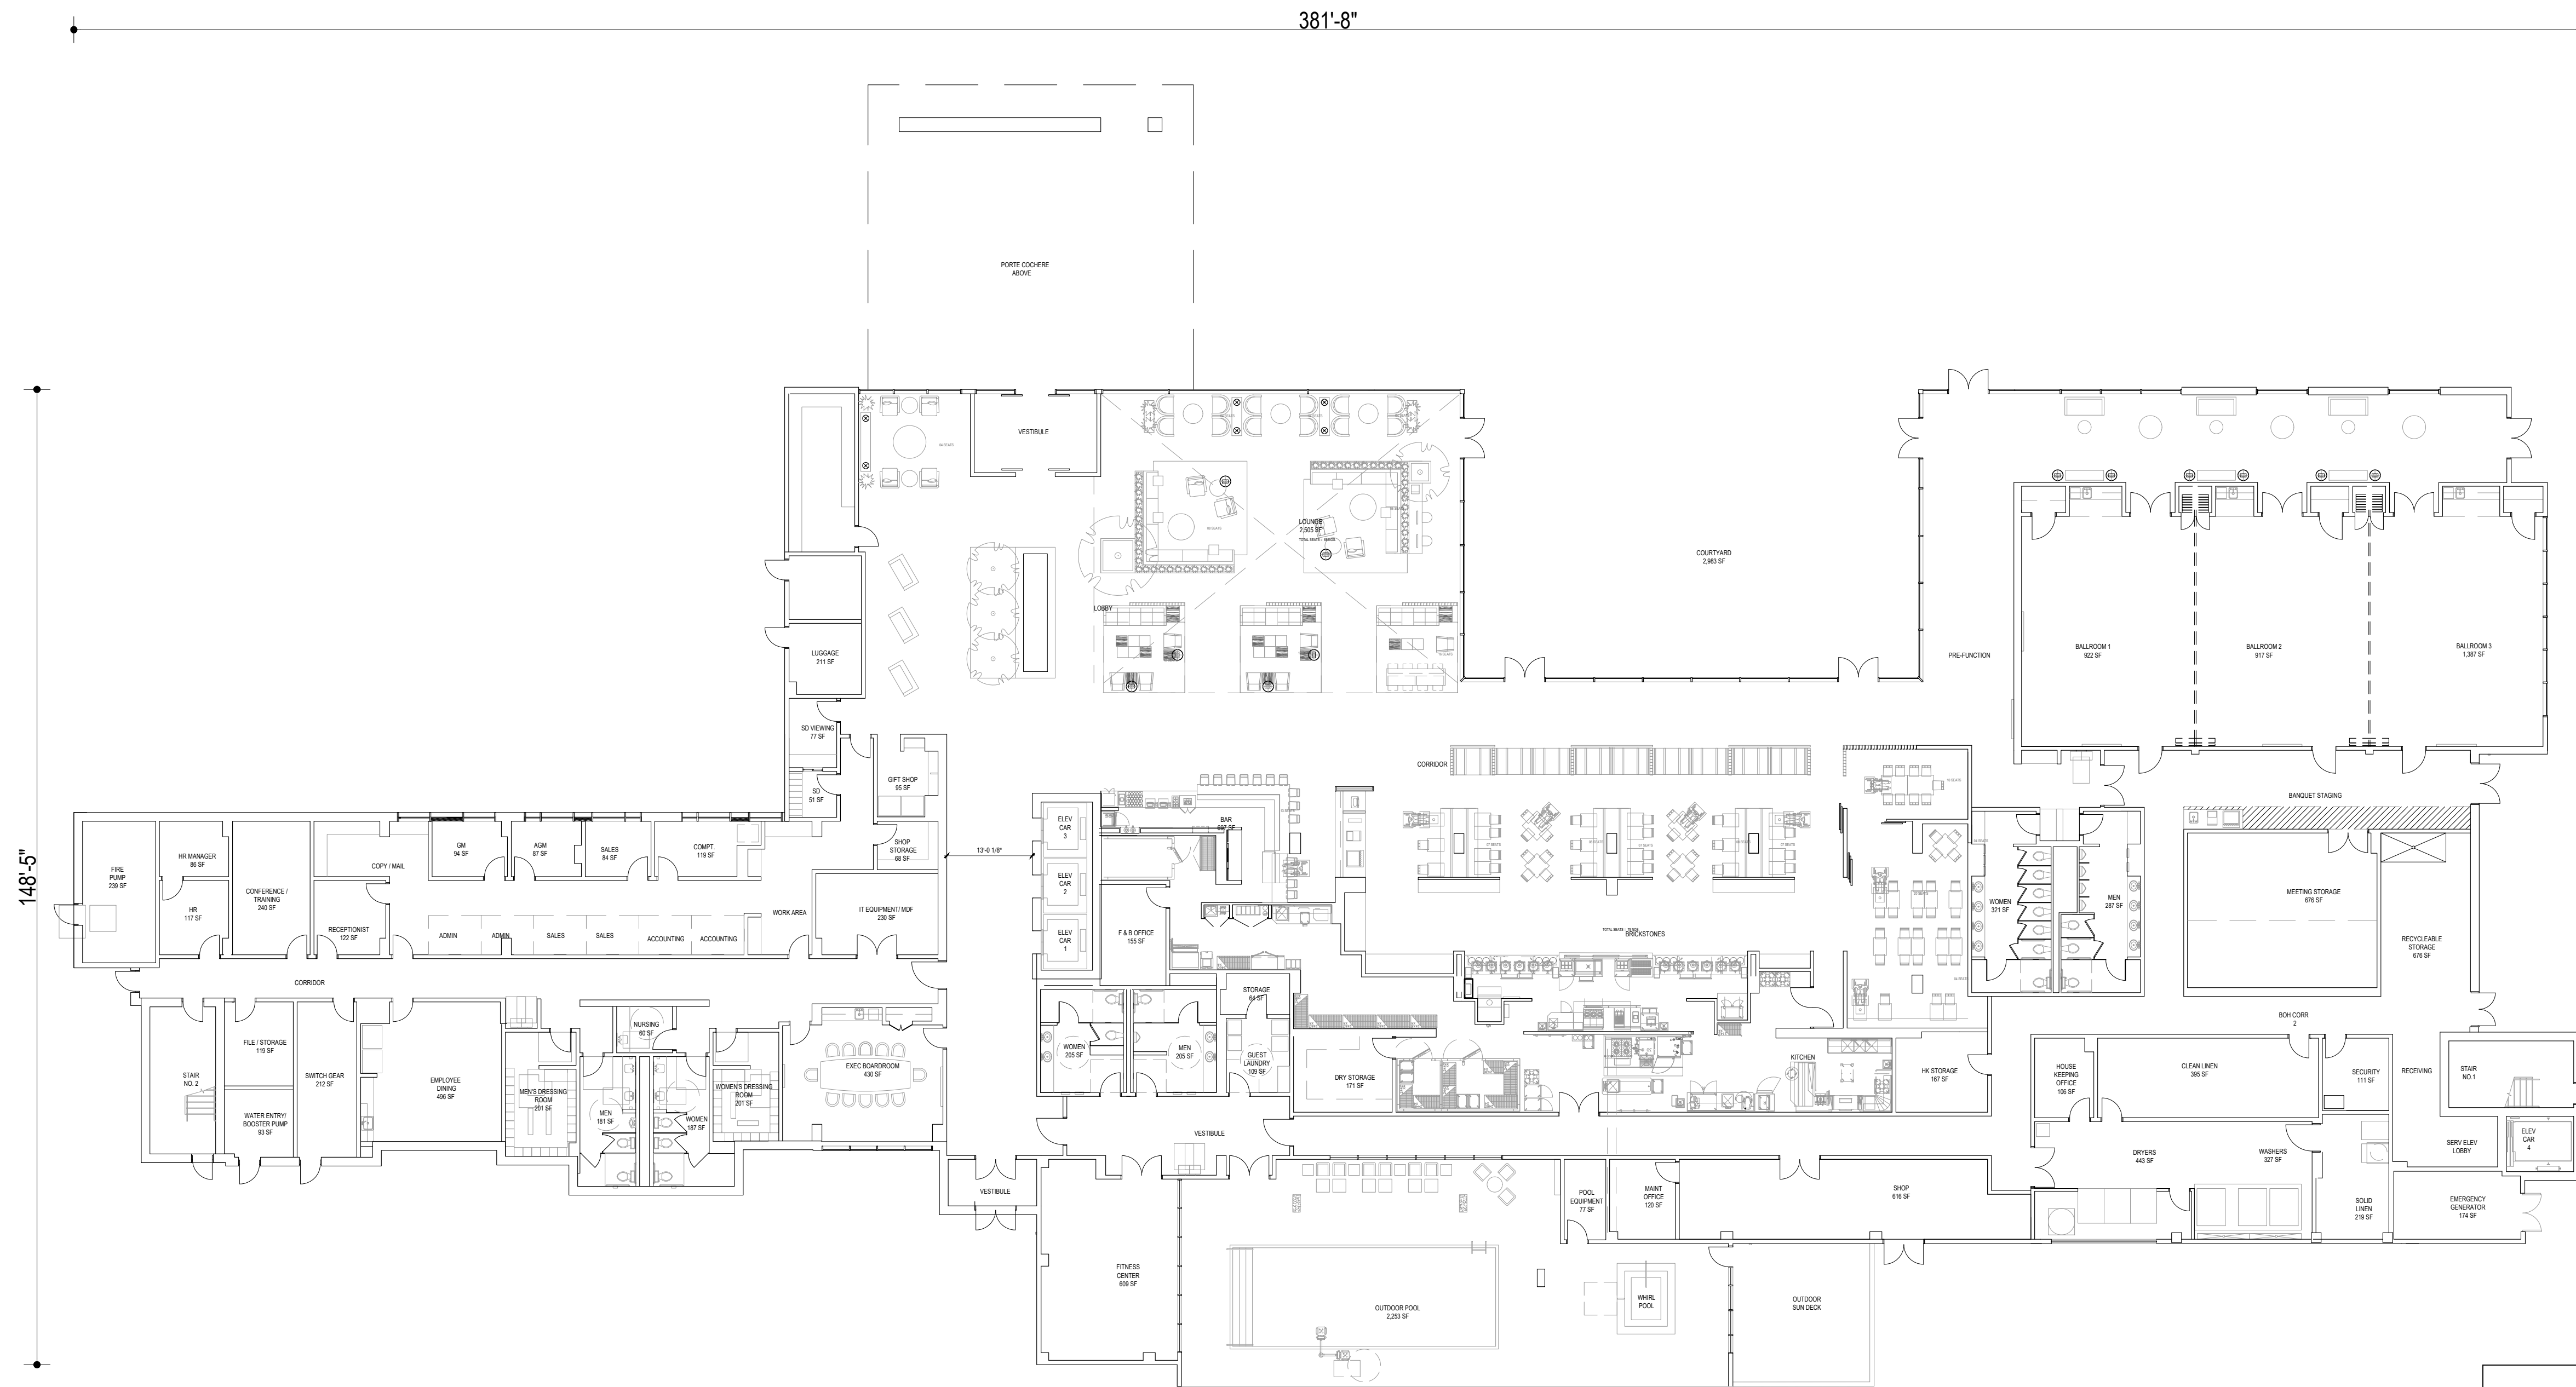 381'-8"
148'-5"
PORTE COCHERE
ABOVE
VESTIBULE
LOUNGE
2,505 SF
LOBBY
COURTYARD
2,983 SF
PRE-FUNCTION
BALLROOM 1
922 SF
BALLROOM 2
917 SF
BALLROOM 3
1,387 SF
LUGGAGE
211 SF
SD VIEWING
77 SF
SD
51 SF
GIFT SHOP
95 SF
SHOP
STORAGE
68 SF
13'-0 1/8"
ELEV
CAR
3
ELEV
CAR
2
ELEV
CAR
1
BAR
CORRIDOR
BRICKSTONES
BANQUET STAGING
MEETING STORAGE
676 SF
RECYCLEABLE
STORAGE
676 SF
WOMEN
321 SF
MEN
287 SF
FIRE
PUMP
239 SF
HR MANAGER
86 SF
HR
117 SF
CONFERENCE /
TRAINING
240 SF
COPY / MAIL
RECEPTIONIST
122 SF
GM
94 SF
AGM
87 SF
SALES
84 SF
COMPT.
119 SF
ADMIN
ADMIN
SALES
SALES
ACCOUNTING
ACCOUNTING
WORK AREA
IT EQUIPMENT/ MDF
230 SF
F & B OFFICE
155 SF
CORRIDOR
STAIR
NO. 2
FILE / STORAGE
119 SF
WATER ENTRY/
BOOSTER PUMP
93 SF
SWITCH GEAR
212 SF
EMPLOYEE
DINING
496 SF
MEN'S DRESSING
ROOM
201 SF
NURSING
60 SF
MEN
181 SF
WOMEN
187 SF
WOMEN'S DRESSING
ROOM
201 SF
EXEC BOARDROOM
430 SF
WOMEN
205 SF
MEN
205 SF
STORAGE
64 SF
GUEST
LAUNDRY
109 SF
DRY STORAGE
171 SF
KITCHEN
HK STORAGE
167 SF
BOH CORR
2
HOUSE
KEEPING
OFFICE
106 SF
CLEAN LINEN
395 SF
SECURITY
111 SF
RECEIVING
STAIR
NO.1
VESTIBULE
VESTIBULE
DRYERS
443 SF
WASHERS
327 SF
SERV ELEV
LOBBY
ELEV
CAR
4
SOLID
LINEN
219 SF
EMERGENCY
GENERATOR
174 SF
POOL
EQUIPMENT
77 SF
MAINT
OFFICE
120 SF
SHOP
616 SF
FITNESS
CENTER
609 SF
OUTDOOR POOL
2,253 SF
WHIRL
POOL
OUTDOOR
SUN DECK